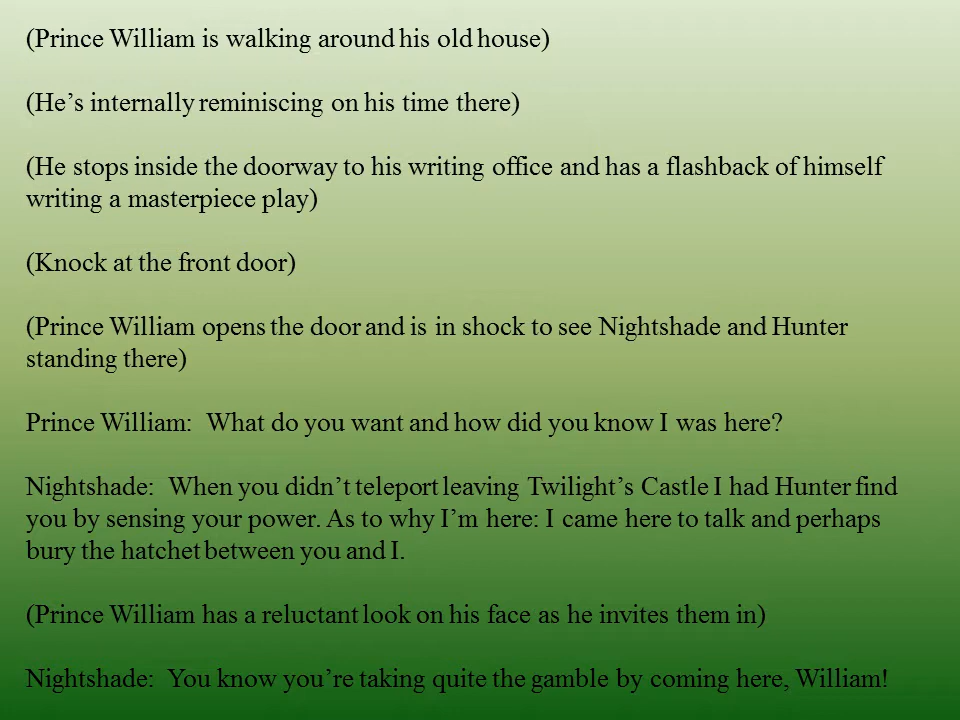 (Prince William is walking around his old house)
(He’s internally reminiscing on his time there)
(He stops inside the doorway to his writing office and has a flashback of himself
writing a masterpiece play)
(Knock at the front door)
(Prince William opens the door and is in shock to see Nightshade and Hunter
standing there)
Prince William:  What do you want and how did you know I was here?
Nightshade:  When you didn’t teleport leaving Twilight’s Castle I had Hunter find
you by sensing your power. As to why I’m here: I came here to talk and perhaps
bury the hatchet between you and I.
(Prince William has a reluctant look on his face as he invites them in)
Nightshade:  You know you’re taking quite the gamble by coming here, William!